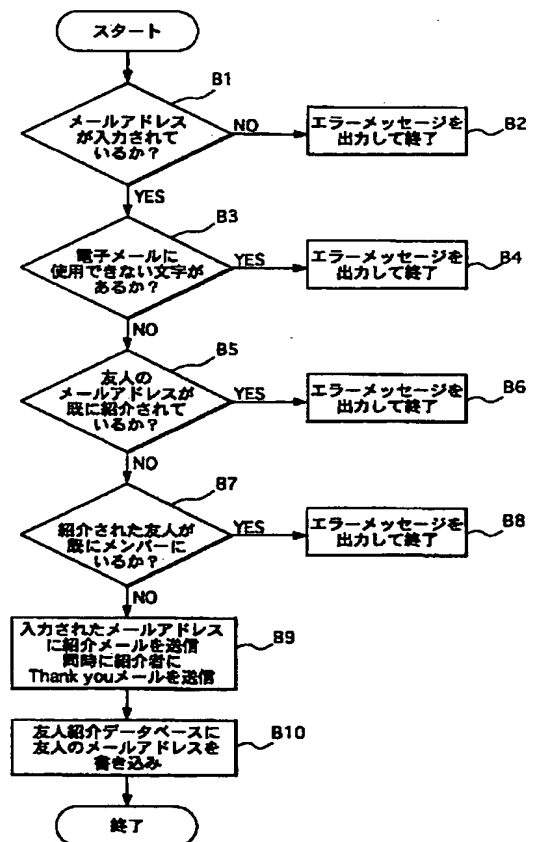 スタート
B1
メールアドレス
が入力されて
いるか？
NO
エラーメッセージを
出力して終了
B2
YES
B3
電子メールに
使用できない文字が
あるか？
YES
エラーメッセージを
出力して終了
B4
NO
B5
友人の
メールアドレスが
既に紹介されて
いるか？
YES
エラーメッセージを
出力して終了
B6
NO
B7
紹介された友人が
既にメンバーに
いるか？
YES
エラーメッセージを
出力して終了
B8
NO
入力されたメールアドレス
に紹介メールを送信
同時に紹介者に
Thank youメールを送信
B9
友人紹介データベースに
友人のメールアドレスを
書き込み
B10
終了